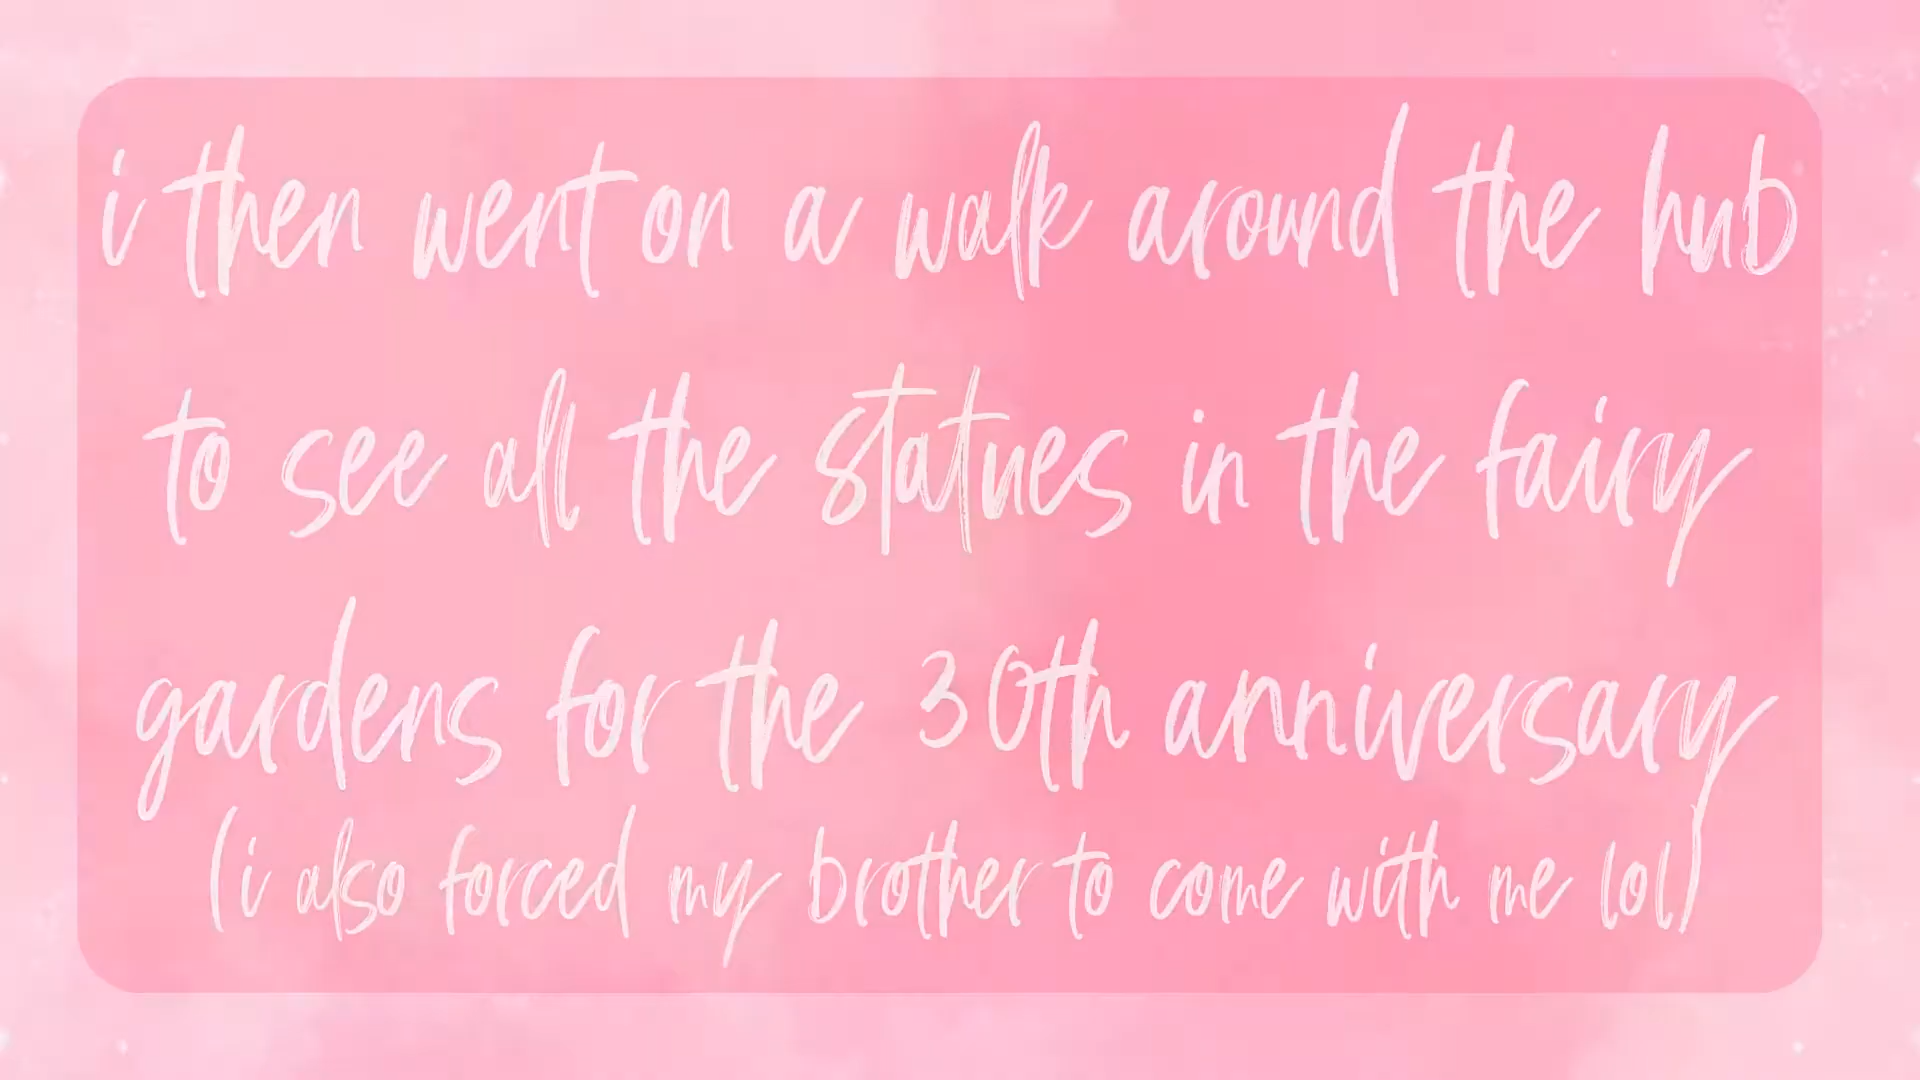 i then went on a walk around the hub
to see all the statues in the fairy
gardens for the 30th anniversary
(i also forced my brother to come with me lol)